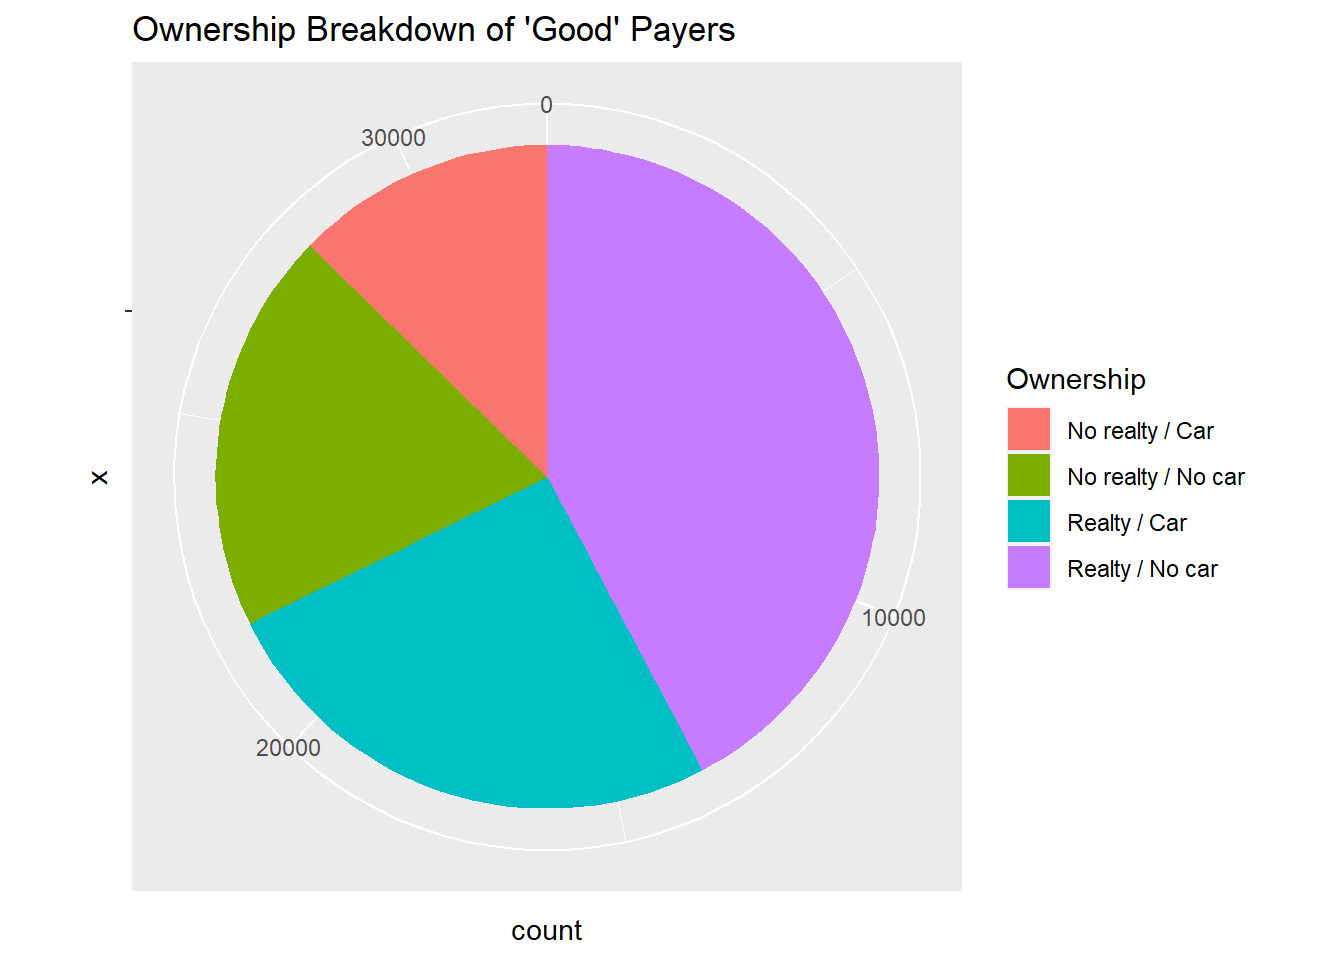 Ownership Breakdown of 'Good' Payers
0
30000
10000
20000
x
count
Ownership
No realty / Car
No realty / No car
Realty / Car
Realty / No car